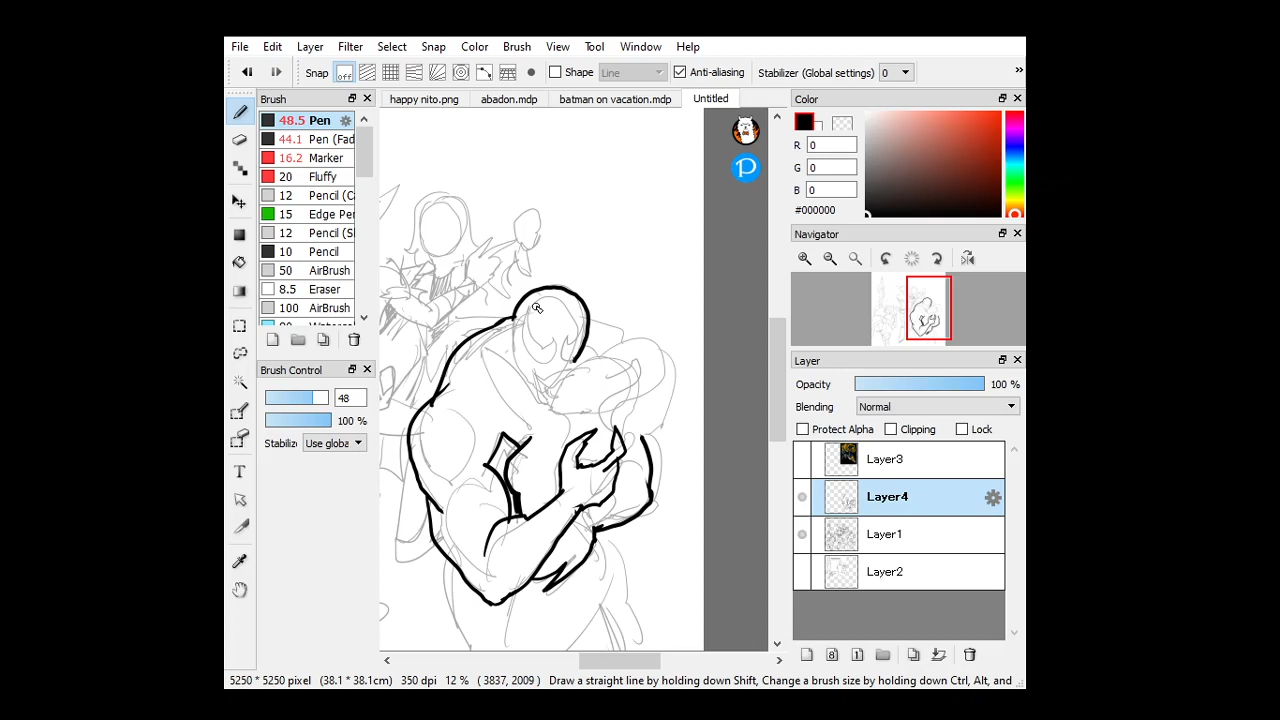 File Edit Layer Filter Select Snap Color Brush View Tool Window Help
Snap off Shape Line Anti-aliasing Stabilizer (Global settings) 0 »
Brush
happy nito.png abadon.mdp batman on vacation.mdp Untitled
Color
48.5 Pen
44.1 Pen (Fad
16.2 Marker
20 Fluffy
12 Pencil (C
15 Edge Pe
12 Pencil (S
10 Pencil
50 AirBrush
8.5 Eraser
100 AirBrush
Brush Control
48
100 %
Stabiliz Use globa
R 0
G 0
B 0
#000000
Navigator
Layer
Opacity 100 %
Blending Normal
Protect Alpha Clipping Lock
Layer3
Layer4
Layer1
Layer2
5250 * 5250 pixel (38.1 * 38.1cm) 350 dpi 12 % ( 3837, 2009 ) Draw a straight line by holding down Shift, Change a brush size by holding down Ctrl, Alt, and